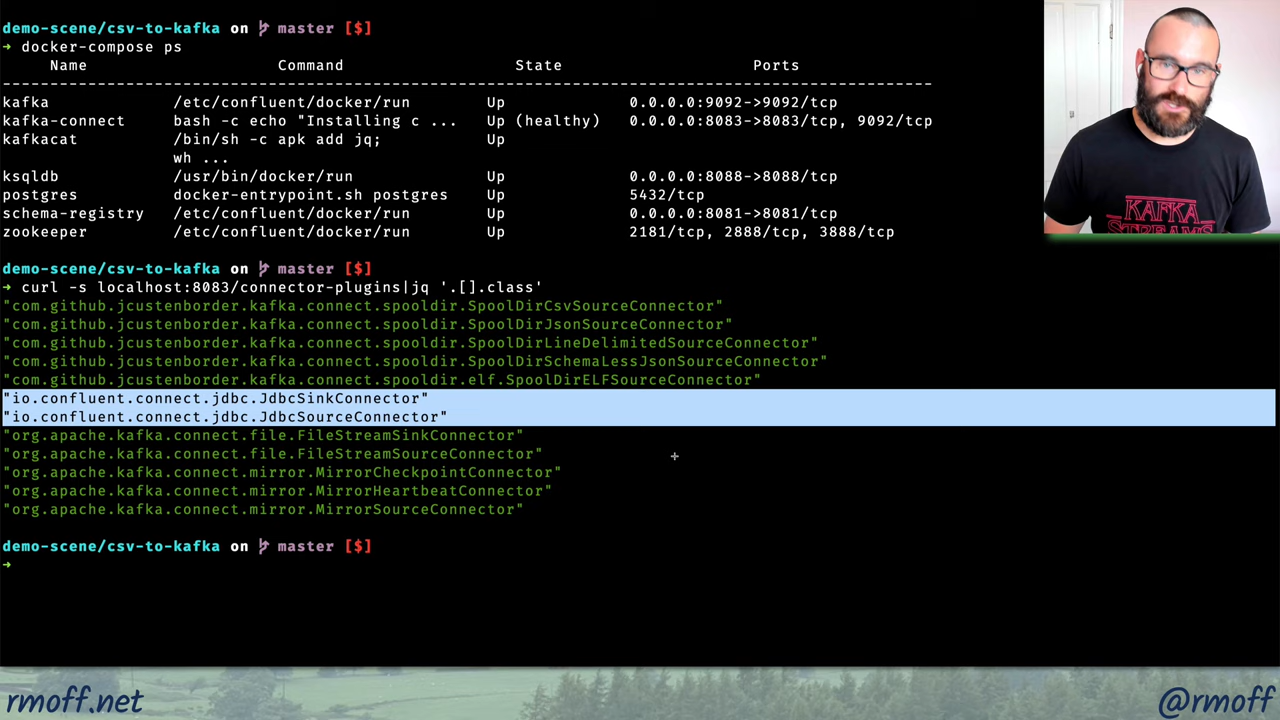 demo-scene/csv-to-kafka on master [$]
→ docker-compose ps
Name Command State Ports
--------------------------------------------------------------------------------------------------
kafka /etc/confluent/docker/run Up 0.0.0.0:9092->9092/tcp
kafka-connect bash -c echo "Installing c ... Up (healthy) 0.0.0.0:8083->8083/tcp, 9092/tcp
kafkacat /bin/sh -c apk add jq; Up
wh ...
ksqldb /usr/bin/docker/run Up 0.0.0.0:8088->8088/tcp
postgres docker-entrypoint.sh postgres Up 5432/tcp
schema-registry /etc/confluent/docker/run Up 0.0.0.0:8081->8081/tcp
zookeeper /etc/confluent/docker/run Up 2181/tcp, 2888/tcp, 3888/tcp
demo-scene/csv-to-kafka on master [$]
→ curl -s localhost:8083/connector-plugins|jq '.[].class'
"com.github.jcustenborder.kafka.connect.spooldir.SpoolDirCsvSourceConnector"
"com.github.jcustenborder.kafka.connect.spooldir.SpoolDirJsonSourceConnector"
"com.github.jcustenborder.kafka.connect.spooldir.SpoolDirLineDelimitedSourceConnector"
"com.github.jcustenborder.kafka.connect.spooldir.SpoolDirSchemaLessJsonSourceConnector"
"com.github.jcustenborder.kafka.connect.spooldir.elf.SpoolDirELFSourceConnector"
"io.confluent.connect.jdbc.JdbcSinkConnector"
"io.confluent.connect.jdbc.JdbcSourceConnector"
"org.apache.kafka.connect.file.FileStreamSinkConnector"
"org.apache.kafka.connect.file.FileStreamSourceConnector"
"org.apache.kafka.connect.mirror.MirrorCheckpointConnector"
"org.apache.kafka.connect.mirror.MirrorHeartbeatConnector"
"org.apache.kafka.connect.mirror.MirrorSourceConnector"
demo-scene/csv-to-kafka on master [$]
→
KAFKA
STREAMS
rmoff.net
@rmoff